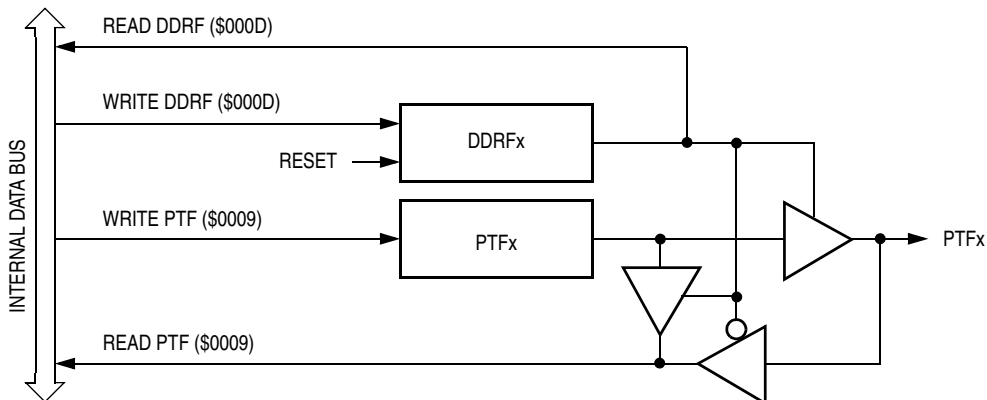 READ DDRF ($000D)
WRITE DDRF ($000D)
DDRFx
RESET
INTERNAL DATA BUS
WRITE PTF ($0009)
PTFx
PTFx
READ PTF ($0009)